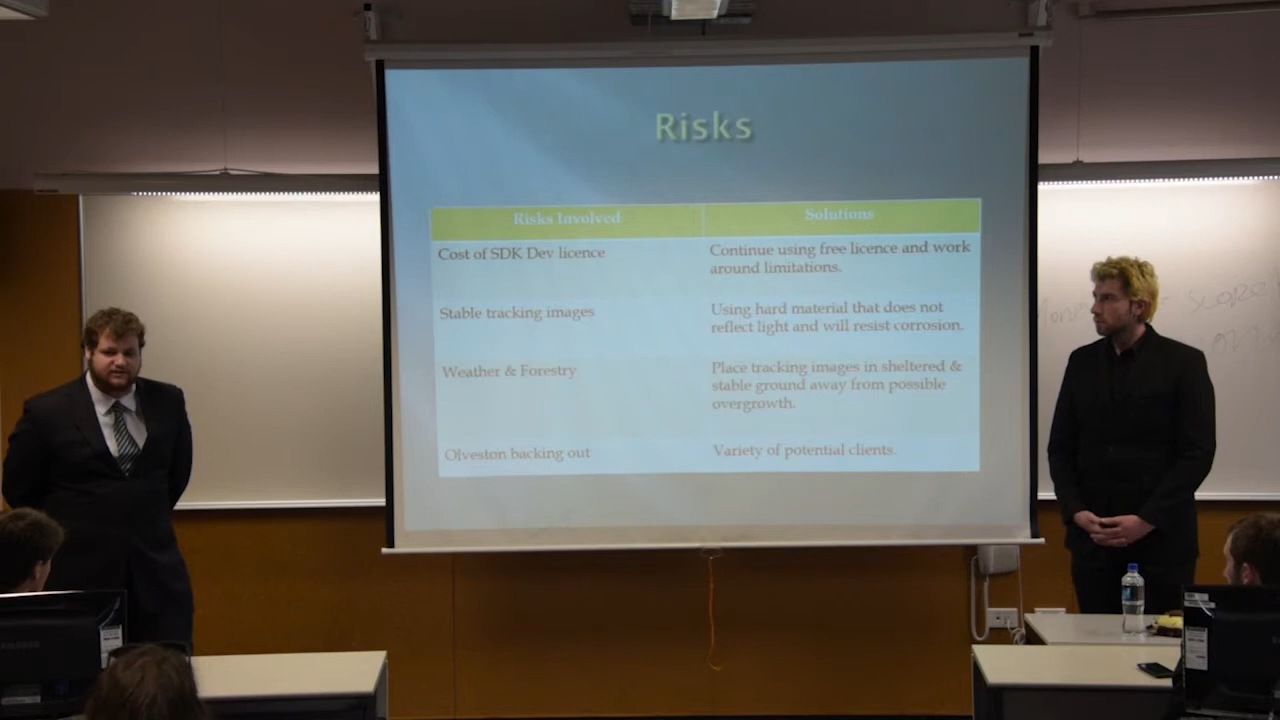 Risks
Risks Involved
Solutions
Cost of SDK Dev licence
Continue using free licence and work
around limitations.
Stable tracking images
Using hard material that does not
reflect light and will resist corrosion.
Weather & Forestry
Place tracking images in sheltered &
stable ground away from possible
overgrowth.
Olveston backing out
Variety of potential clients.